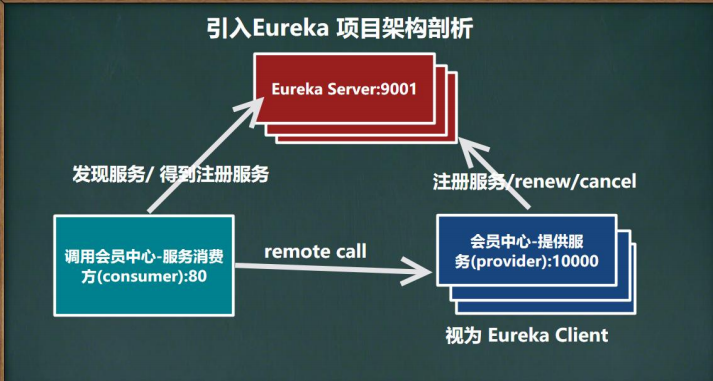 引入Eureka 项目架构剖析
Eureka Server:9001
发现服务/ 得到注册服务
注册服务/renew/cancel
调用会员中心-服务消费
方(consumer):80
remote call
会员中心-提供服
务(provider):10000
视为 Eureka Client